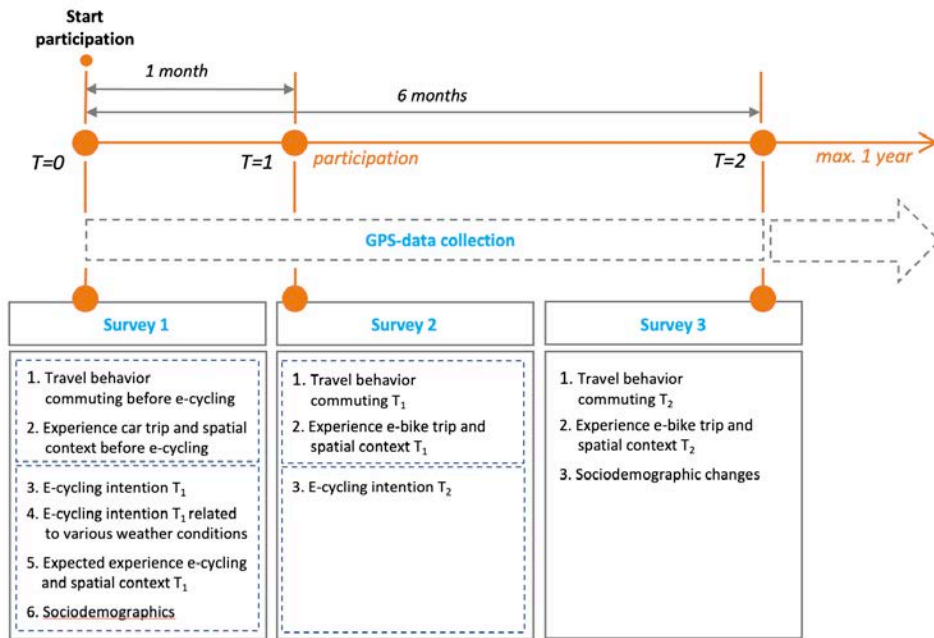 Start
participation
1 month
6 months
T=0
T=1
participation
T=2
max. 1 year
GPS-data collection
Survey 1
1. Travel behavior
commuting before e-cycling
2. Experience car trip and spatial
context before e-cycling
3. E-cycling intention T₁
4. E-cycling intention T₁ related
to various weather conditions
5. Expected experience e-cycling
and spatial context T₁
6. Sociodemographics
Survey 2
1. Travel behavior
commuting T₁
2. Experience e-bike trip and
spatial context T₁
3. E-cycling intention T₂
Survey 3
1. Travel behavior
commuting T₂
2. Experience e-bike trip and
spatial context T₂
3. Sociodemographic changes